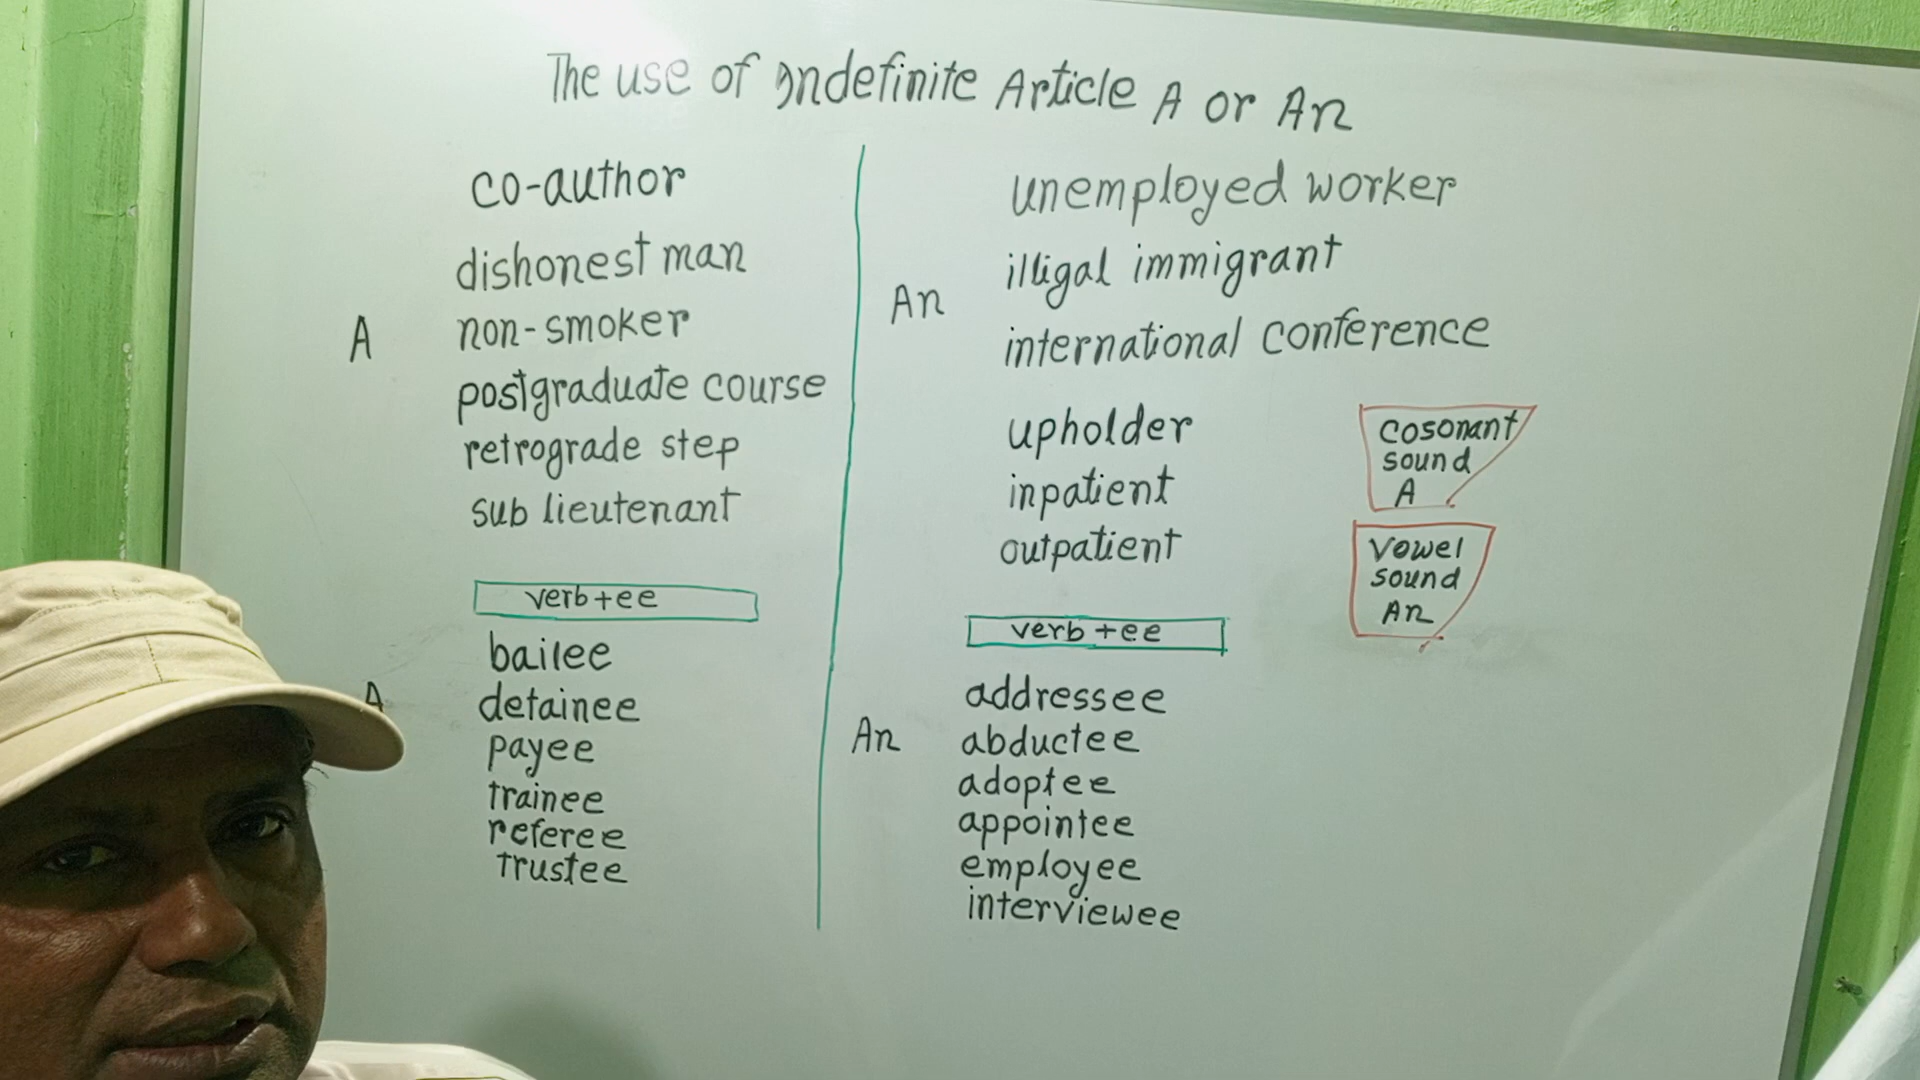 The use of Indefinite Article A or An
A
co-author
dishonest man
non-smoker
postgraduate course
retrograde step
sub lieutenant
verb+ee
A
bailee
detainee
payee
trainee
referee
trustee
An
unemployed worker
illigal immigrant
international conference
upholder
inpatient
outpatient
cosonant
sound
A
vowel
sound
An
verb +ee
An
addressee
abductee
adoptee
appointee
employee
interviewee